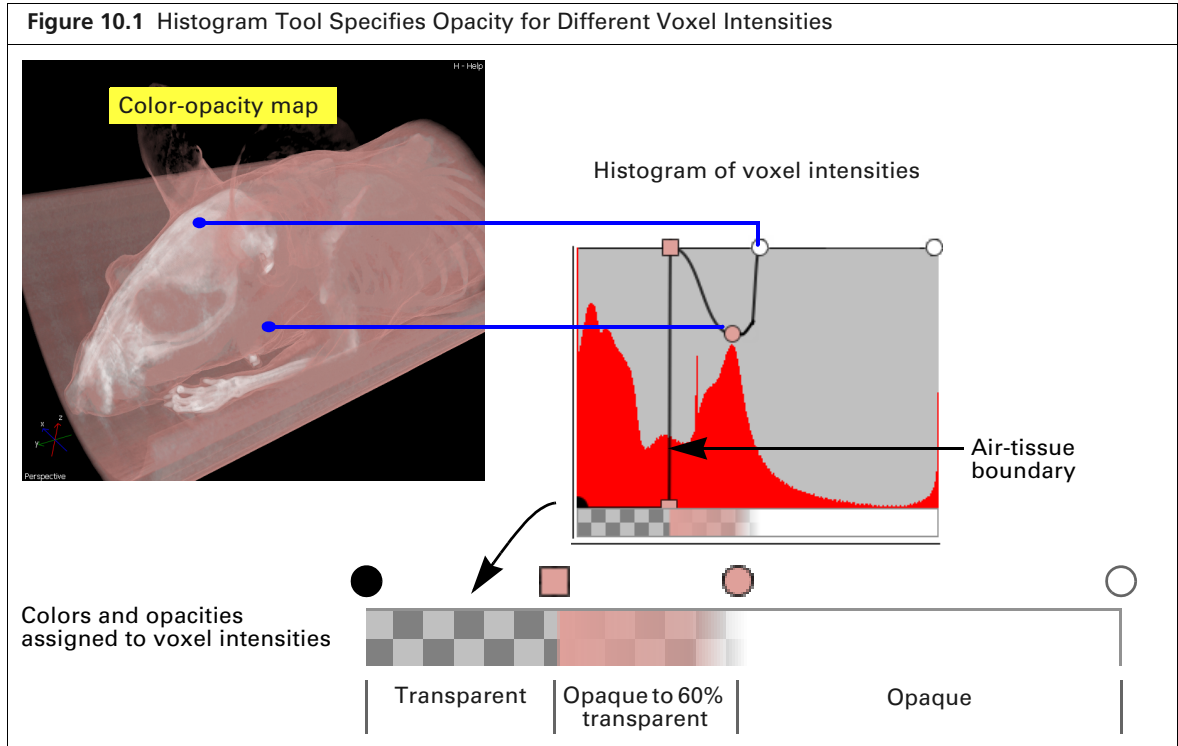 Figure 10.1 Histogram Tool Specifies Opacity for Different Voxel Intensities
H - Help
Color-opacity map
Histogram of voxel intensities
x
z
y
Perspective
Air-tissue
boundary
Colors and opacities
assigned to voxel intensities
Transparent
Opaque to 60%
transparent
Opaque